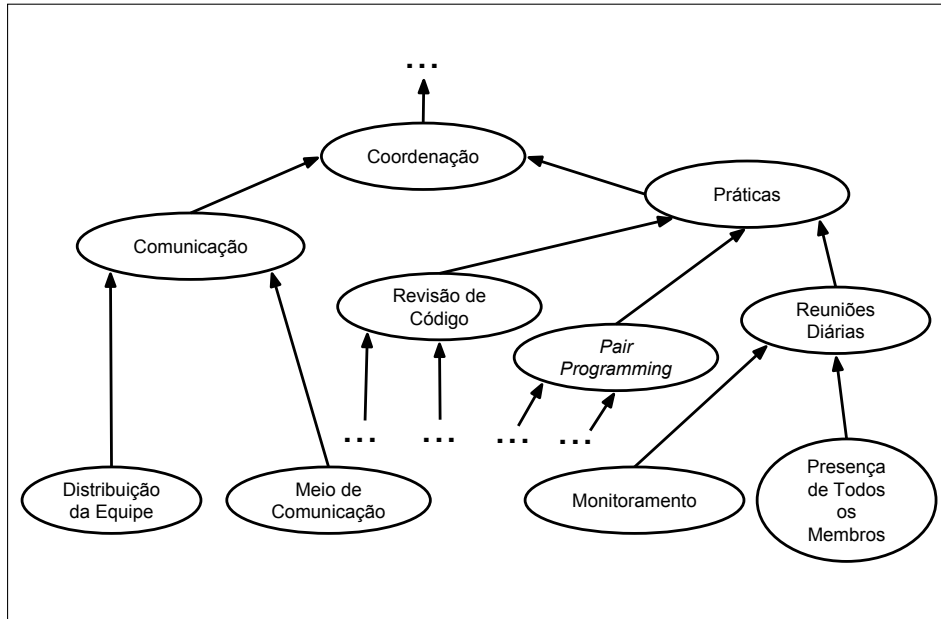 ...
Coordenação
Práticas
Comunicação
Revisão de
Código
Reuniões
Diárias
Pair
Programming
... ... ... ...
Distribuição
da Equipe
Meio de
Comunicação
Monitoramento
Presença
de Todos
os
Membros